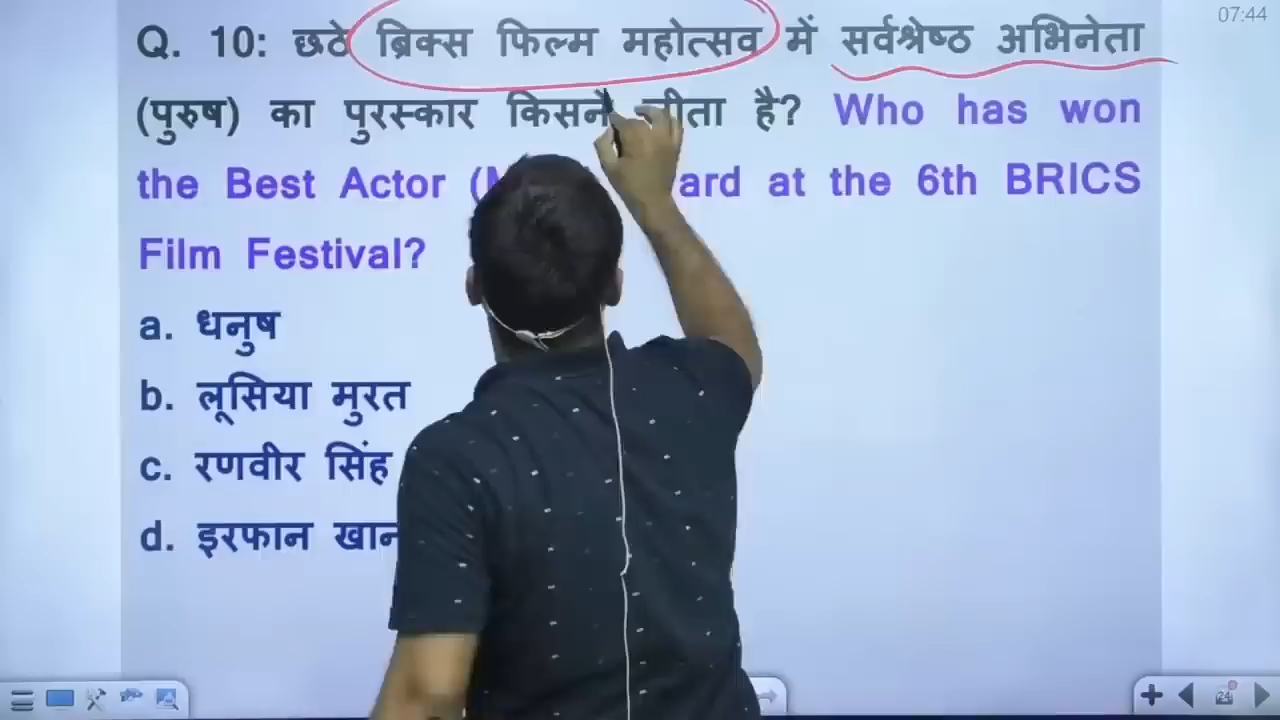 07:44
Q. 10: छठे ब्रिक्स फिल्म महोत्सव में सर्वश्रेष्ठ अभिनेता
(पुरुष) का पुरस्कार किसने है? Who has won
the Best Actor at the 6th BRICS
Film Festival?
a. धनुष
b. लूसिया मुरत
c. रणवीर सिंह
d. इरफान खान
24